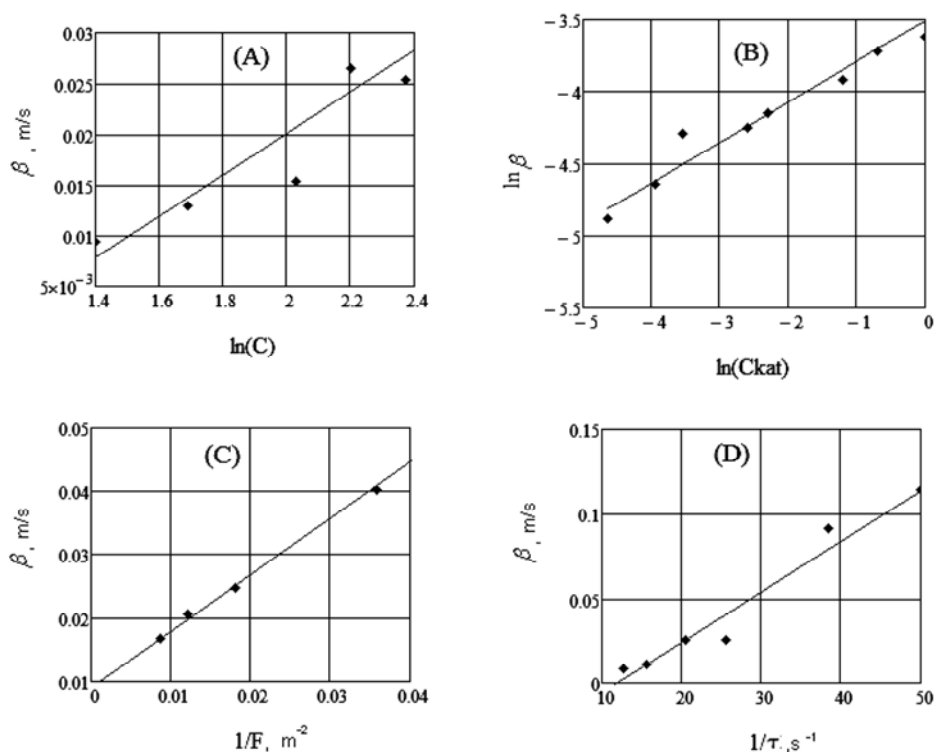 (A)
0.03
0.025
0.02
0.015
0.01
5×10⁻³
β , m/s
1.4 1.6 1.8 2 2.2 2.4
ln(C)
(B)
−3.5
−4
−4.5
−5
−5.5
ln β
−5 −4 −3 −2 −1 0
ln(Ckat)
(C)
0.05
0.04
0.03
0.02
0.01
β , m/s
0 0.01 0.02 0.03 0.04
1/F, m⁻²
(D)
0.15
0.1
0.05
0
β, m/s
10 20 30 40 50
1/τ, s⁻¹